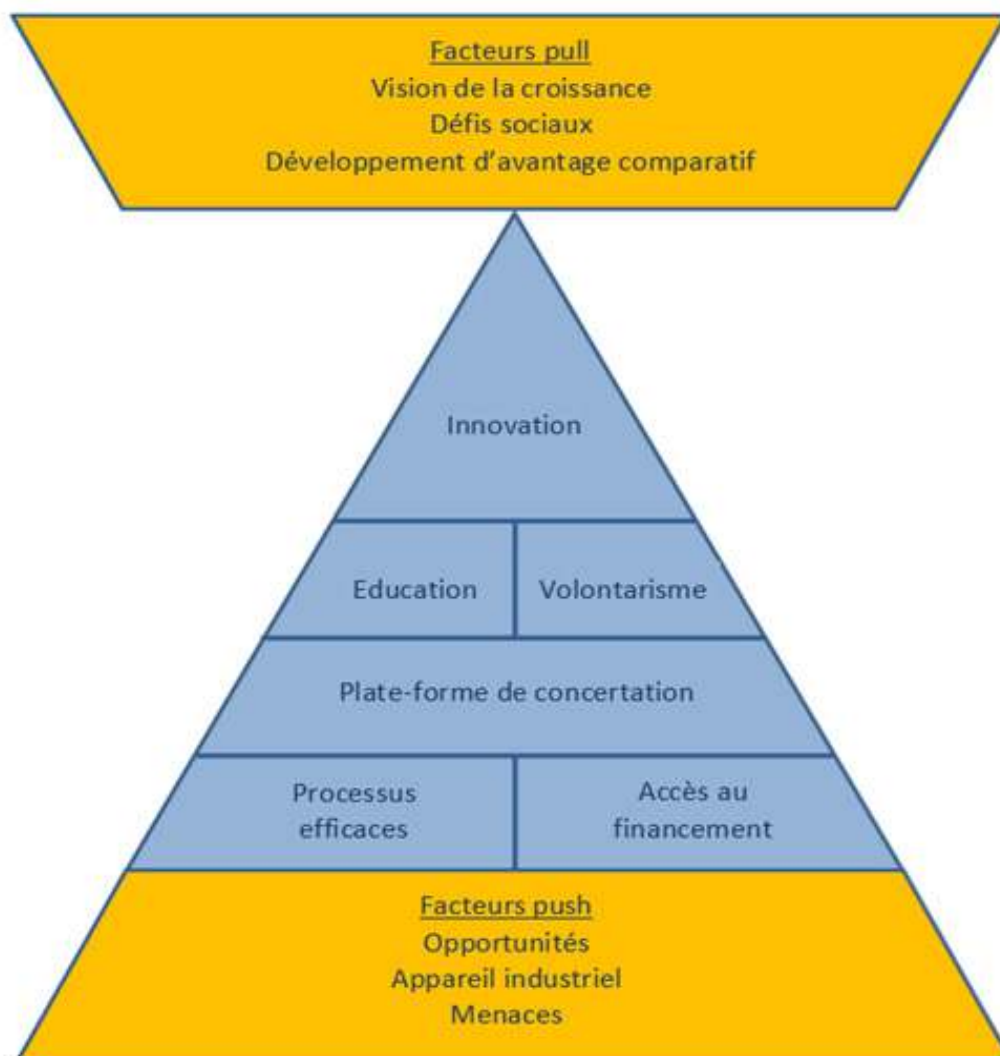 Facteurs pull
Vision de la croissance
Défis sociaux
Développement d'avantage comparatif
Innovation
Education
Volontarisme
Plate-forme de concertation
Processus
efficaces
Accès au
financement
Facteurs push
Opportunités
Appareil industriel
Menaces